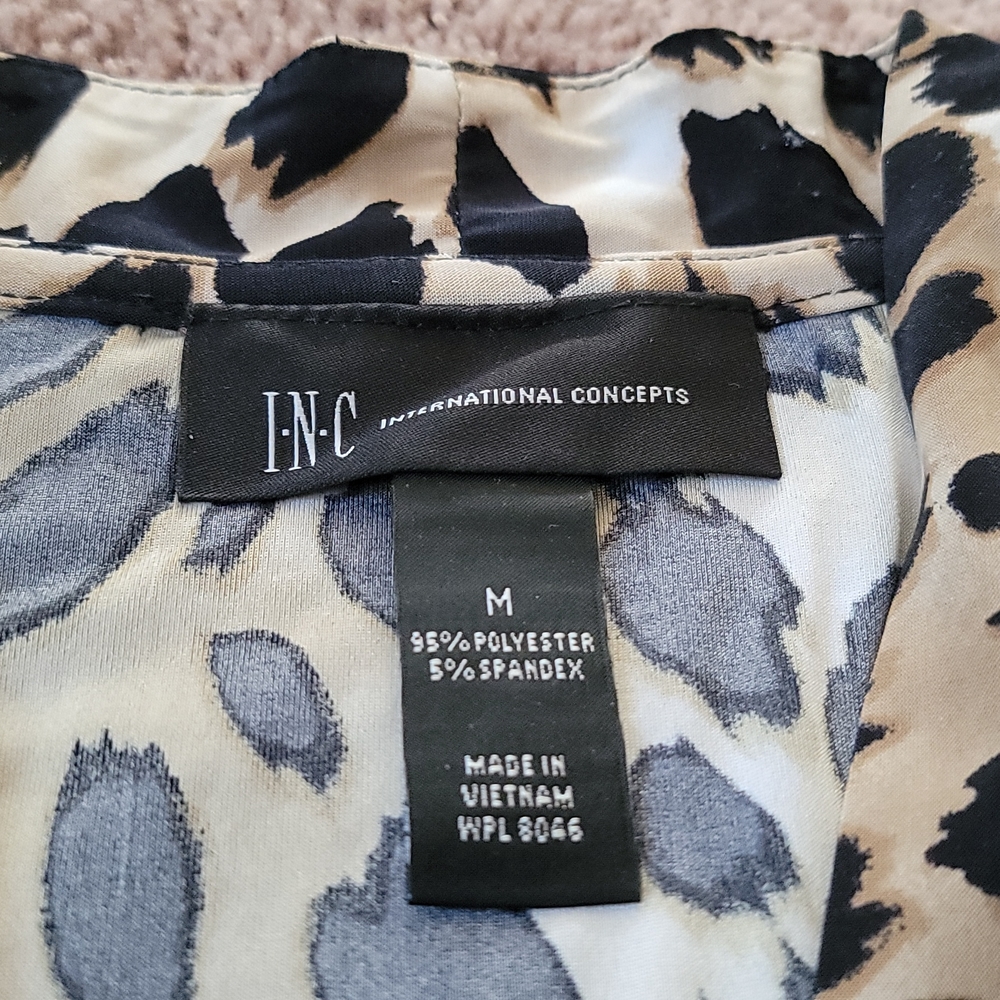 I·N·C INTERNATIONAL CONCEPTS
M
95% POLYESTER
5% SPANDEX
MADE IN
VIETNAM
WPL 8046